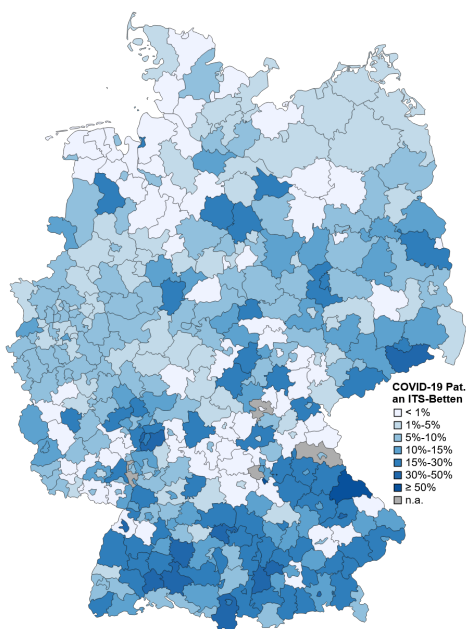 COVID-19 Pat.
an ITS-Betten
< 1%
1%-5%
5%-10%
10%-15%
15%-30%
30%-50%
≥ 50%
n.a.